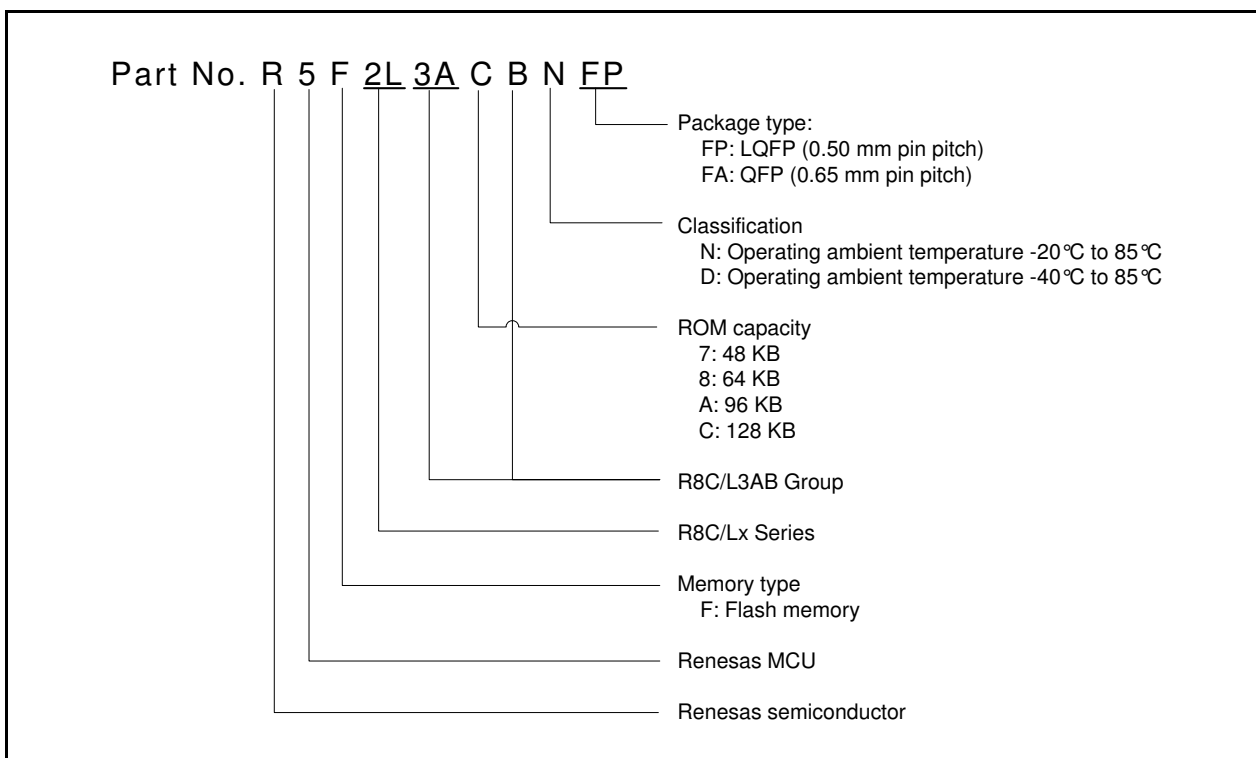 Part No. R 5 F 2L 3A C B N FP
Package type:
FP: LQFP (0.50 mm pin pitch)
FA: QFP (0.65 mm pin pitch)
Classification
N: Operating ambient temperature -20°C to 85°C
D: Operating ambient temperature -40°C to 85°C
ROM capacity
7: 48 KB
8: 64 KB
A: 96 KB
C: 128 KB
R8C/L3AB Group
R8C/Lx Series
Memory type
F: Flash memory
Renesas MCU
Renesas semiconductor